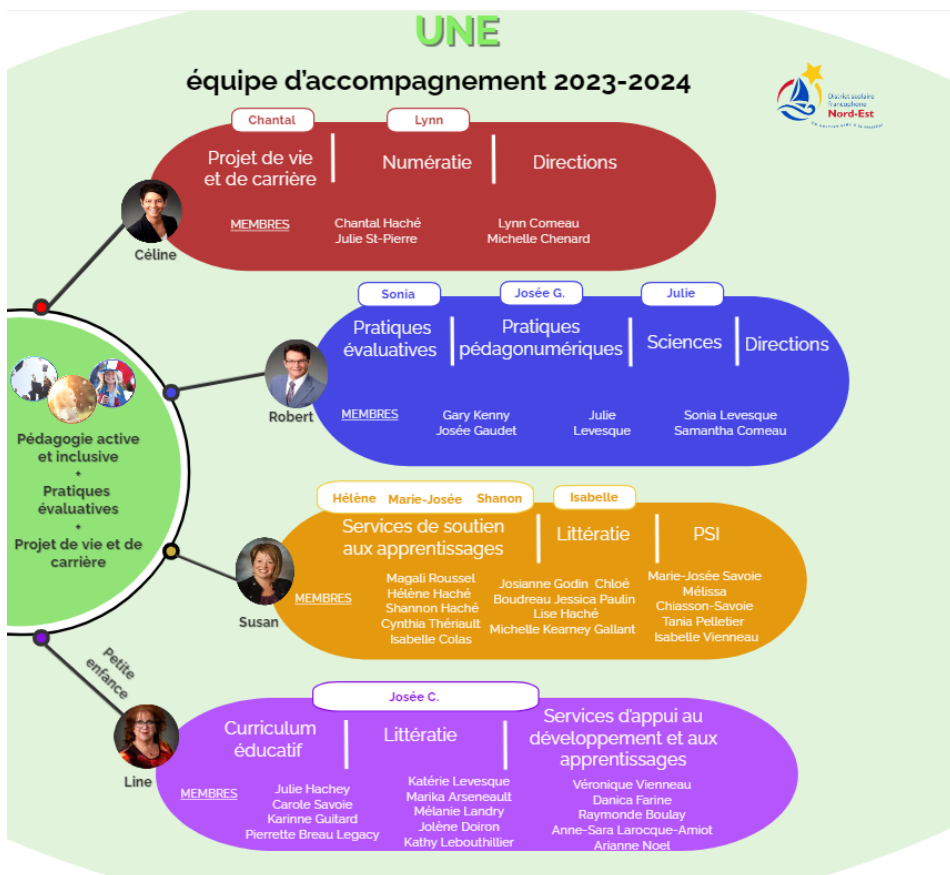 UNE
équipe d'accompagnement 2023-2024
District scolaire
francophone
Nord-Est
Chantal
Lynn
Projet de vie
et de carrière
Numératie
Directions
MEMBRES
Chantal Haché
Julie St-Pierre
Lynn Comeau
Michelle Chenard
Céline
Sonia
Josée G.
Julie
Pratiques
évaluatives
Pratiques
pédagonumériques
Sciences
Directions
MEMBRES
Gary Kenny
Josée Gaudet
Julie
Levesque
Sonia Levesque
Samantha Comeau
Robert
Pédagogie active
et inclusive
+
Pratiques
évaluatives
+
Projet de vie et de
carrière
Hélène Marie-Josée Shanon
Isabelle
Services de soutien
aux apprentissages
Littératie
PSI
MEMBRES
Magali Roussel
Hélène Haché
Shannon Haché
Cynthia Thériault
Isabelle Colas
Josianne Godin Chloé
Boudreau Jessica Paulin
Lise Haché
Michelle Kearney Gallant
Marie-Josée Savoie
Mélissa
Chiasson-Savoie
Tania Pelletier
Isabelle Vienneau
Susan
Petite
enfance
Josée C.
Curriculum
éducatif
Littératie
Services d'appui au
développement et aux
apprentissages
MEMBRES
Julie Hachey
Carole Savoie
Karinne Guitard
Pierrette Breau Legacy
Katérie Levesque
Marika Arseneault
Mélanie Landry
Jolène Doiron
Kathy Lebouthillier
Véronique Vienneau
Danica Farine
Raymonde Boulay
Anne-Sara Larocque-Amiot
Arianne Noel
Line